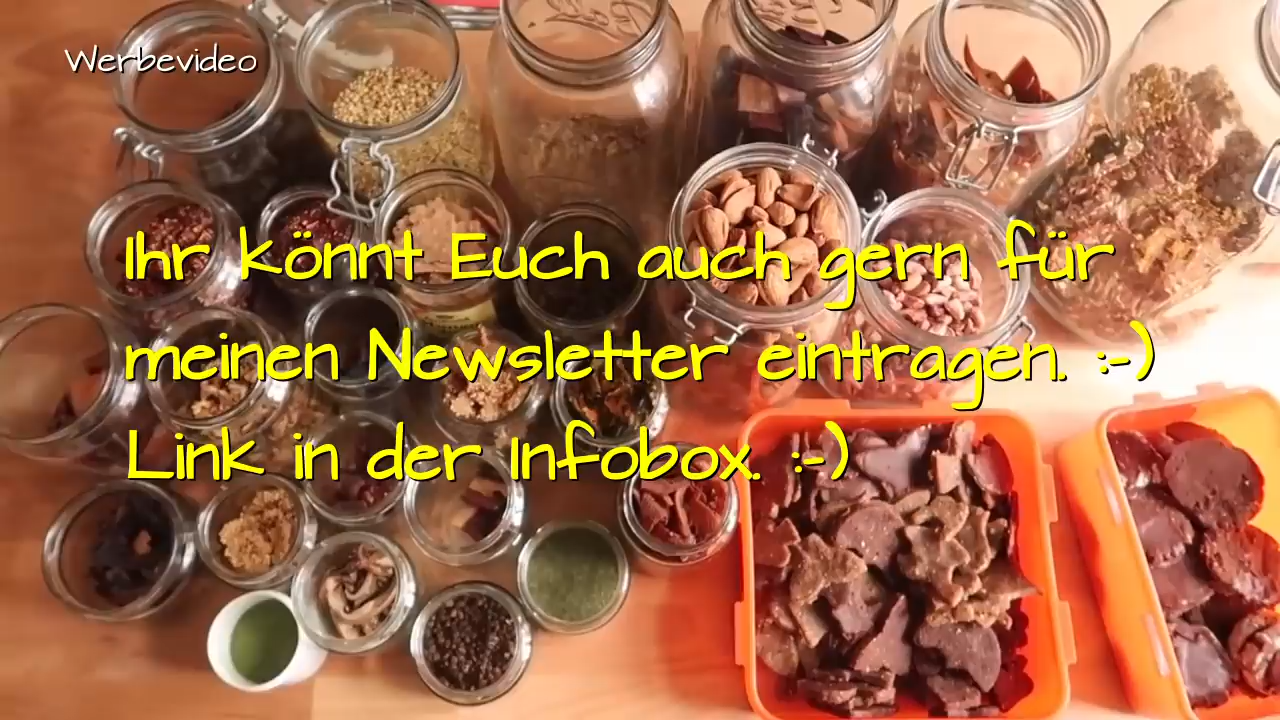 Werbevideo
Ihr könnt Euch auch gern für
meinen Newsletter eintragen. :-)
Link in der Infobox. :-)